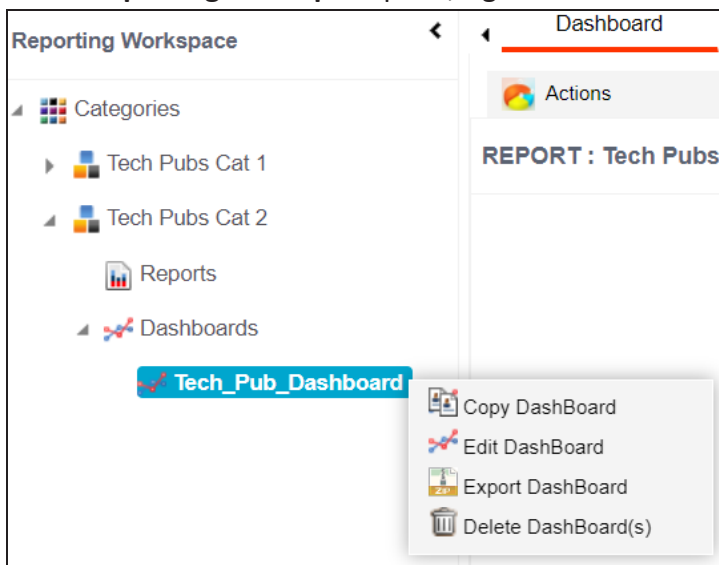 Reporting Workspace
Dashboard
Categories
Actions
Tech Pubs Cat 1
REPORT : Tech Pubs
Tech Pubs Cat 2
Reports
Dashboards
Tech_Pub_Dashboard
Copy DashBoard
Edit DashBoard
ZIP
Export DashBoard
Delete DashBoard(s)